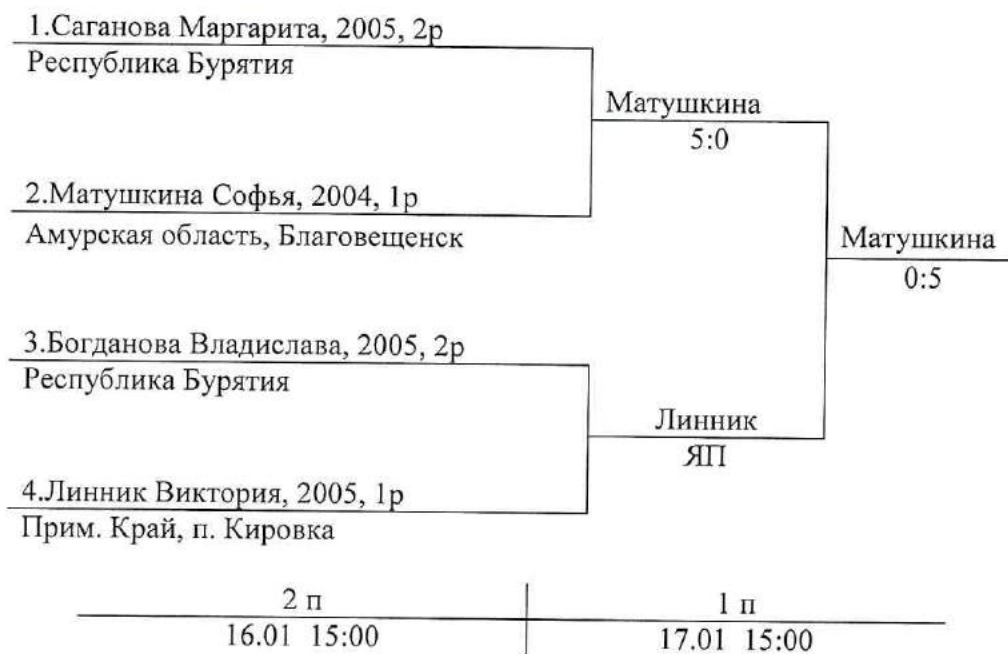 1.Саганова Маргарита, 2005, 2р
Республика Бурятия
Матушкина
5:0
2.Матушкина Софья, 2004, 1р
Амурская область, Благовещенск
Матушкина
0:5
3.Богданова Владислава, 2005, 2р
Республика Бурятия
Линник
ЯП
4.Линник Виктория, 2005, 1р
Прим. Край, п. Кировка
2 п
1 п
16.01 15:00
17.01 15:00